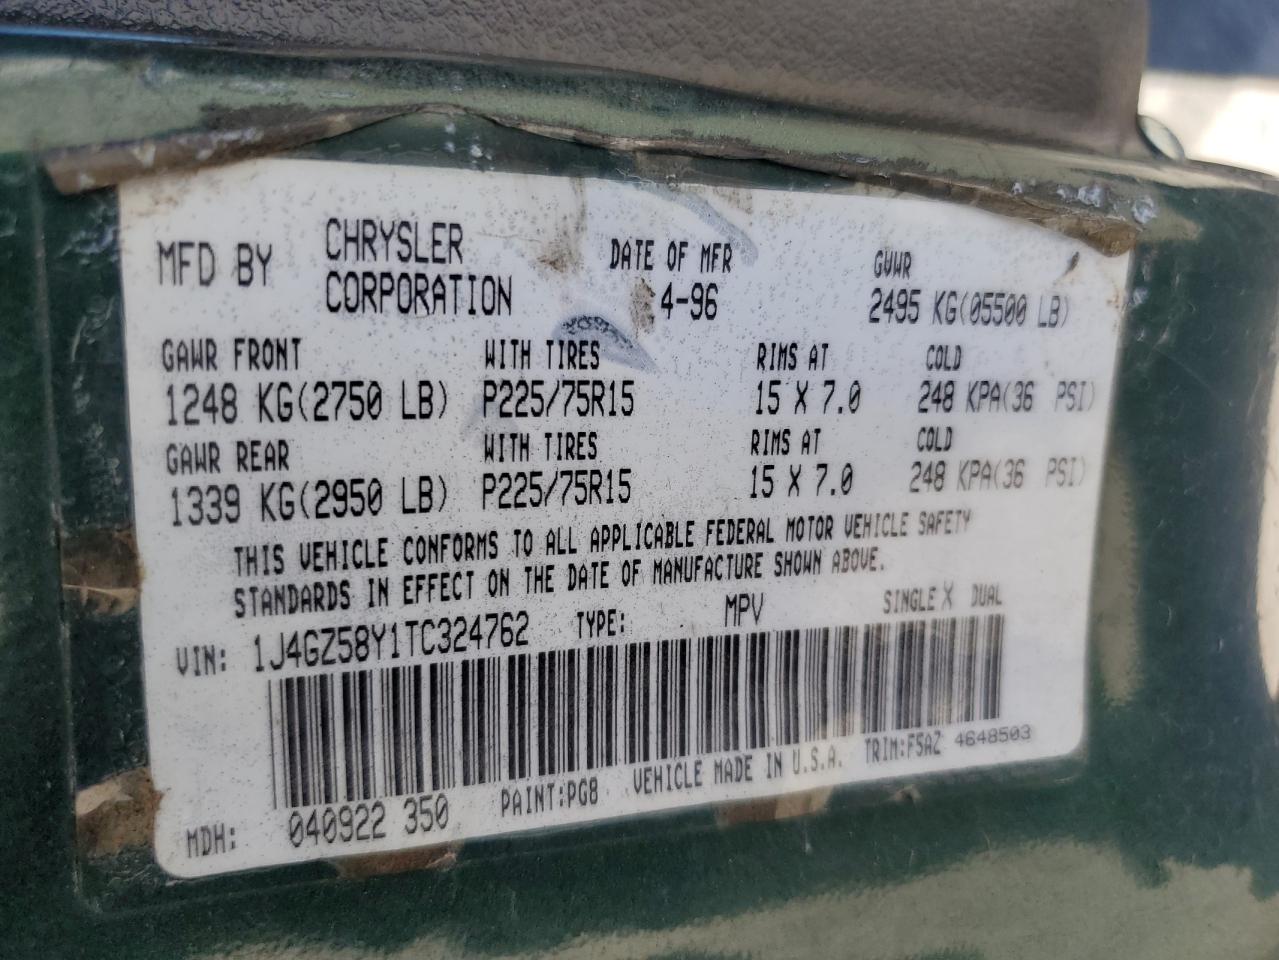 MFD BY CHRYSLER CORPORATION DATE OF MFR 4-96 GVWR 2495 KG(05500 LB)
GAWR FRONT WITH TIRES RIMS AT COLD
1248 KG(2750 LB) P225/75R15 15 X 7.0 248 KPA(36 PSI)
GAWR REAR WITH TIRES RIMS AT COLD
1339 KG(2950 LB) P225/75R15 15 X 7.0 248 KPA(36 PSI)
THIS VEHICLE CONFORMS TO ALL APPLICABLE FEDERAL MOTOR VEHICLE SAFETY
STANDARDS IN EFFECT ON THE DATE OF MANUFACTURE SHOWN ABOVE.
VIN: 1J4GZ58Y1TC324762 TYPE: MPV SINGLE X DUAL
MDH: 040922 350 PAINT:PG8 VEHICLE MADE IN U.S.A. TRIM:F5AZ 4648503